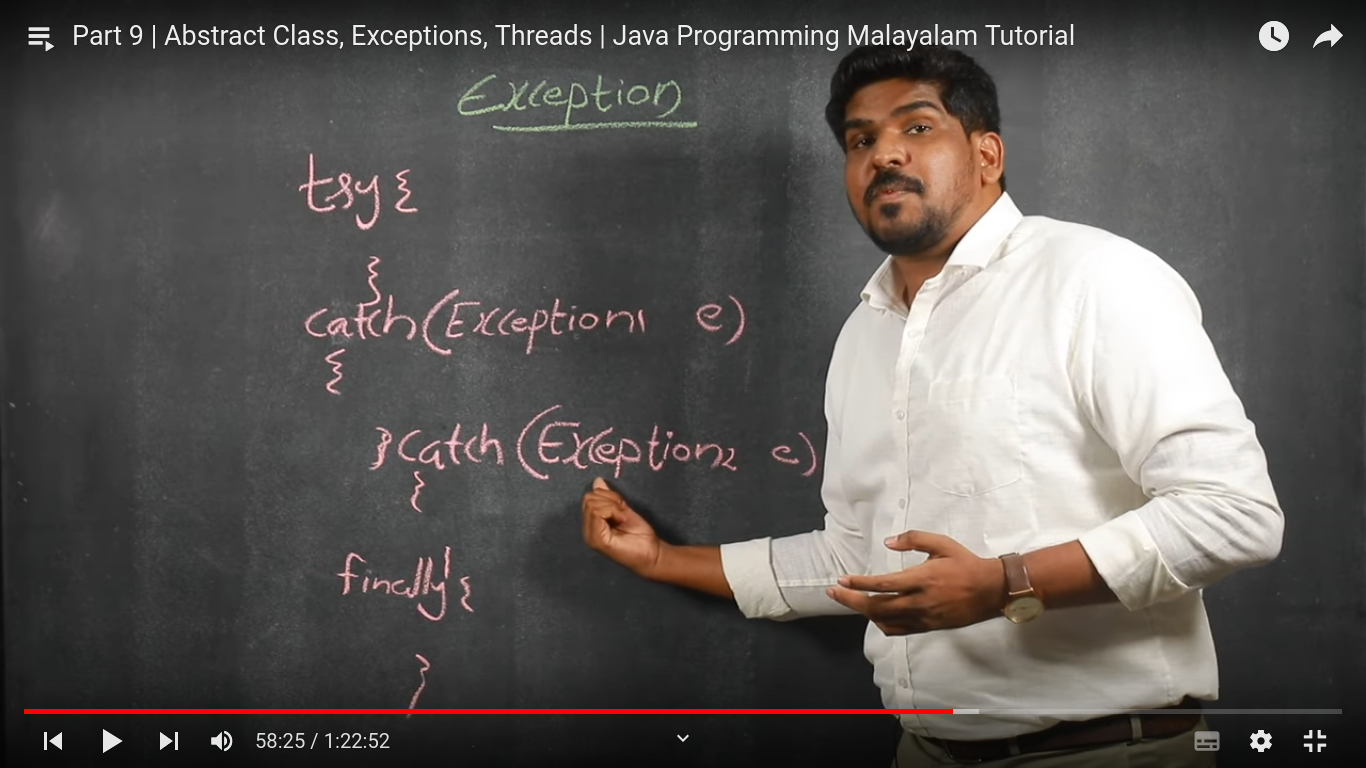 Part 9 | Abstract Class, Exceptions, Threads | Java Programming Malayalam Tutorial
Exception
try {
}
catch (Exception1 e)
{
} catch (Exception2 e)
{
}
finally {
}
58:25 / 1:22:52